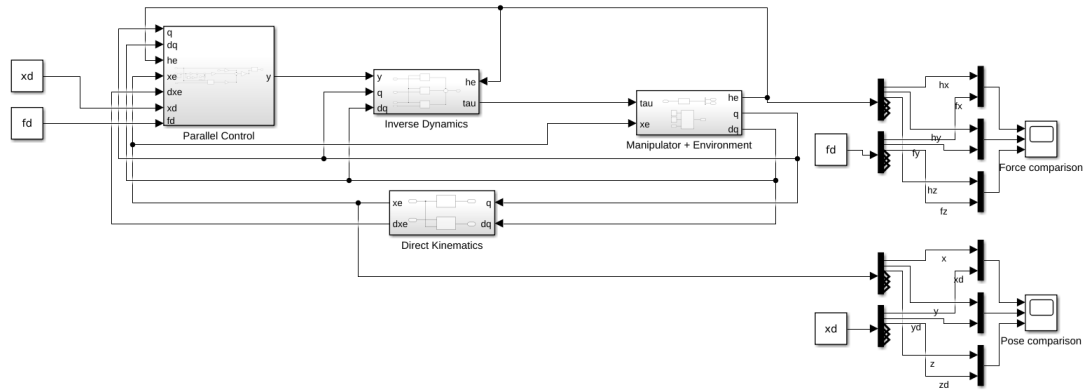 xd
fd
q
dq
he
xe
dxe
xd
fd
y
Parallel Control
y
q
dq
he
tau
Inverse Dynamics
tau
xe
he
q
dq
Manipulator + Environment
xe
dxe
q
dq
Direct Kinematics
fd
hx
fx
hy
fy
hz
fz
Force comparison
xd
x
xd
y
yd
z
zd
Pose comparison